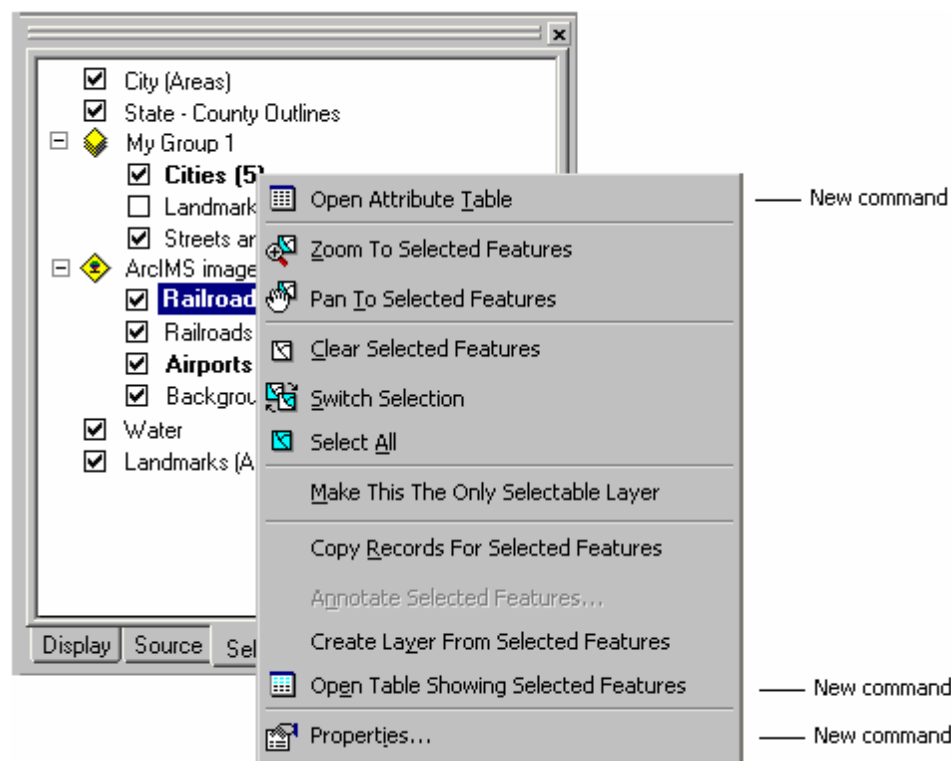 City (Areas)
State - County Outlines
My Group 1
Cities (5)
Landmark
Streets ar
ArcIMS image
Railroad
Railroads
Airports
Backgrou
Water
Landmarks (A
Display Source Sel
Open Attribute Table
Zoom To Selected Features
Pan To Selected Features
Clear Selected Features
Switch Selection
Select All
Make This The Only Selectable Layer
Copy Records For Selected Features
Annotate Selected Features...
Create Layer From Selected Features
Open Table Showing Selected Features
Properties...
New command
New command
New command